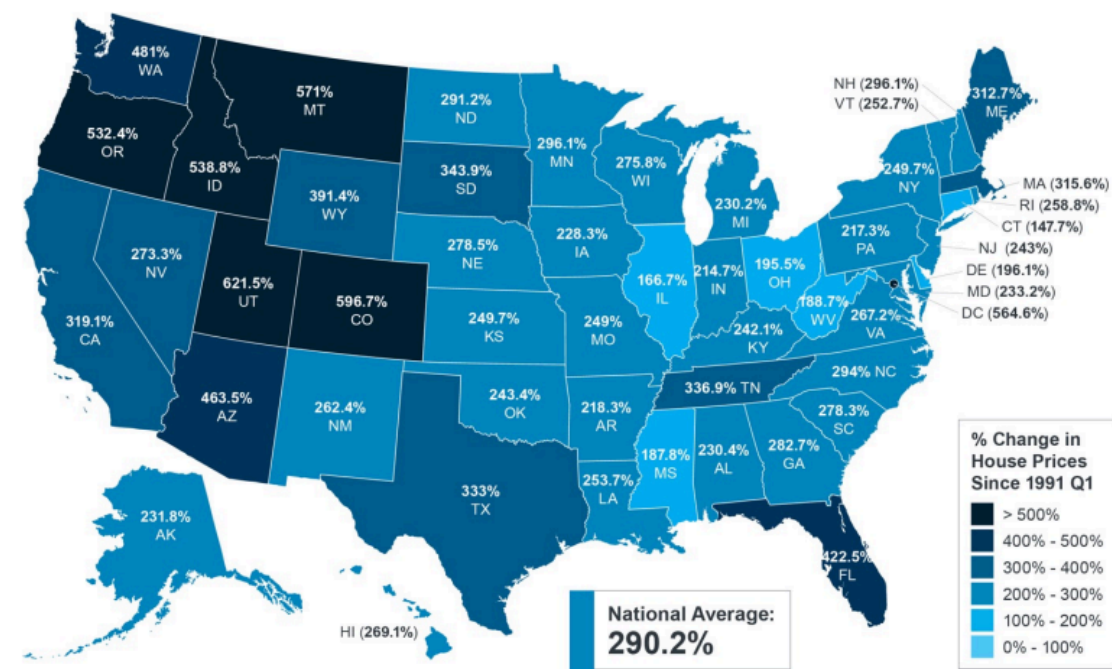 481%
WA
532.4%
OR
538.8%
ID
571%
MT
291.2%
ND
296.1%
MN
275.8%
WI
230.2%
MI
NH (296.1%)
VT (252.7%)
312.7%
ME
249.7%
NY
MA (315.6%)
RI (258.8%)
CT (147.7%)
NJ (243%)
DE (196.1%)
MD (233.2%)
DC (564.6%)
391.4%
WY
343.9%
SD
278.5%
NE
228.3%
IA
217.3%
PA
273.3%
NV
621.5%
UT
596.7%
CO
249.7%
KS
249%
MO
166.7%
IL
214.7%
IN
195.5%
OH
188.7%
WV
267.2%
VA
242.1%
KY
319.1%
CA
463.5%
AZ
262.4%
NM
243.4%
OK
218.3%
AR
336.9% TN
294% NC
278.3%
SC
333%
TX
253.7%
LA
187.8%
MS
230.4%
AL
282.7%
GA
422.5%
FL
231.8%
AK
HI (269.1%)
National Average:
290.2%
% Change in
House Prices
Since 1991 Q1
> 500%
400% - 500%
300% - 400%
200% - 300%
100% - 200%
0% - 100%